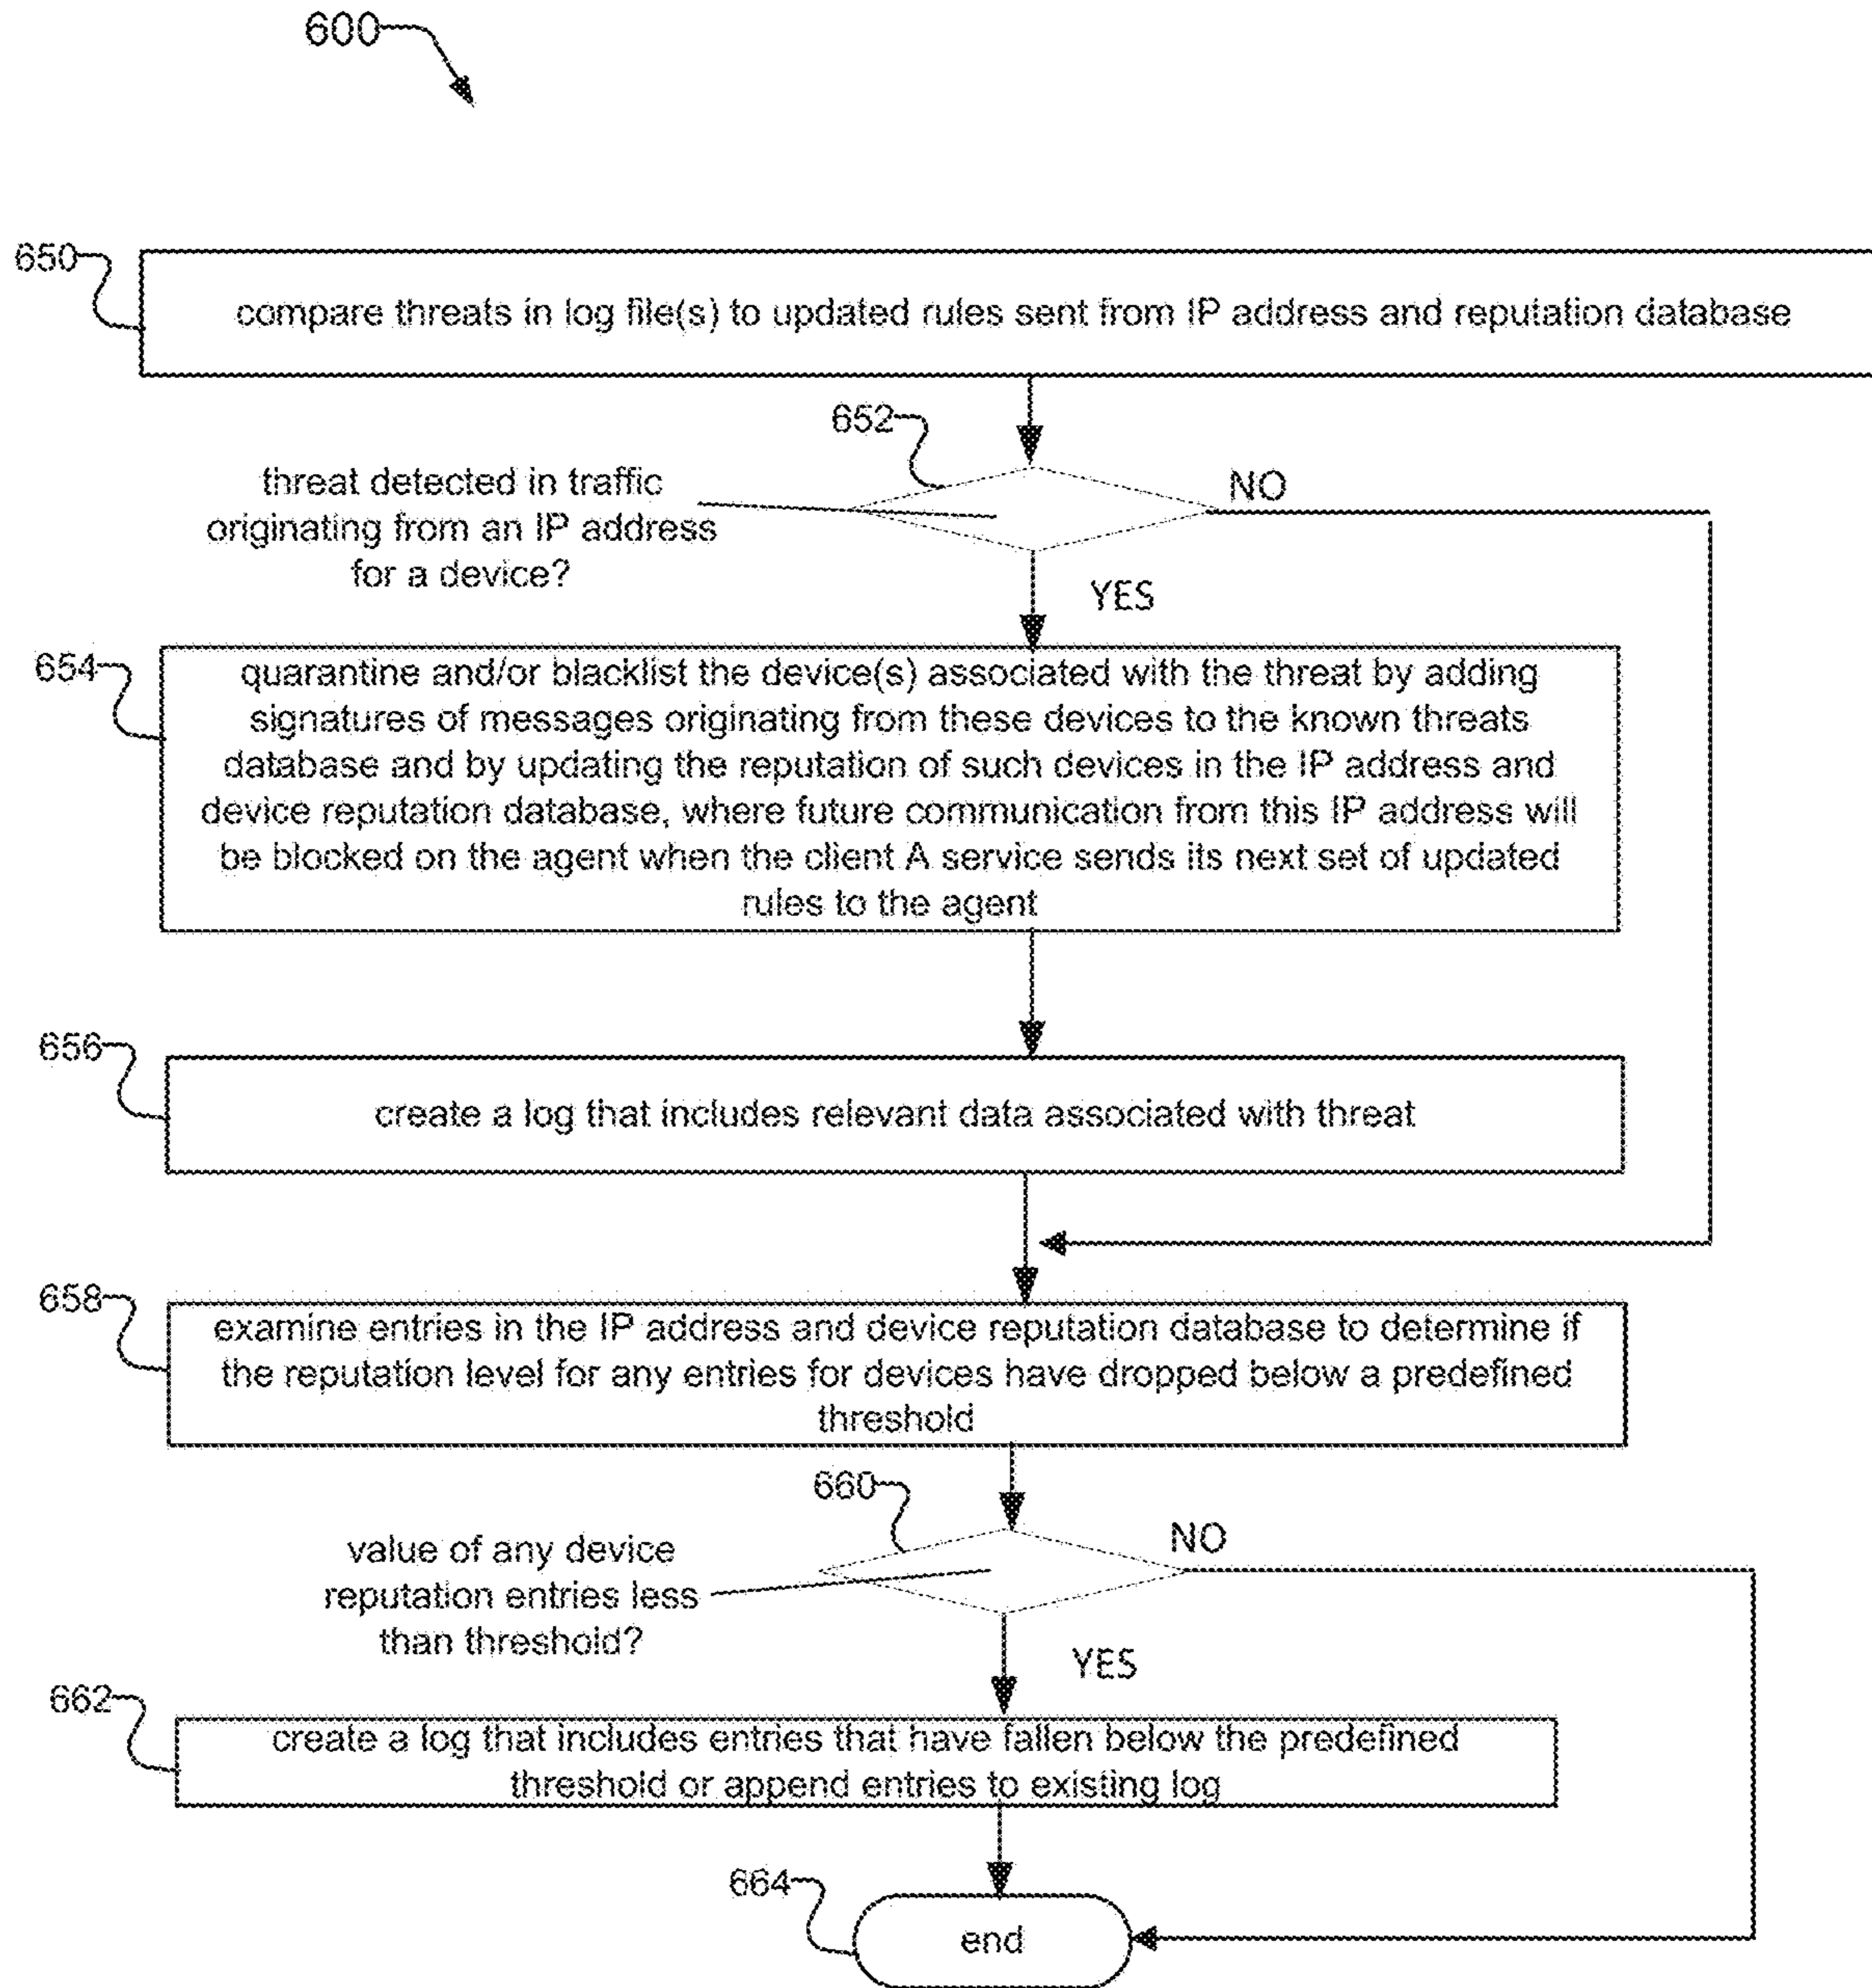 600
650
compare threats in log file(s) to updated rules sent from IP address and reputation database
652
threat detected in traffic
originating from an IP address
for a device?
NO
YES
654
quarantine and/or blacklist the device(s) associated with the threat by adding
signatures of messages originating from these devices to the known threats
database and by updating the reputation of such devices in the IP address and
device reputation database, where future communication from this IP address will
be blocked on the agent when the client A service sends its next set of updated
rules to the agent
656
create a log that includes relevant data associated with threat
658
examine entries in the IP address and device reputation database to determine if
the reputation level for any entries for devices have dropped below a predefined
threshold
660
value of any device
reputation entries less
than threshold?
NO
YES
662
create a log that includes entries that have fallen below the predefined
threshold or append entries to existing log
664
end